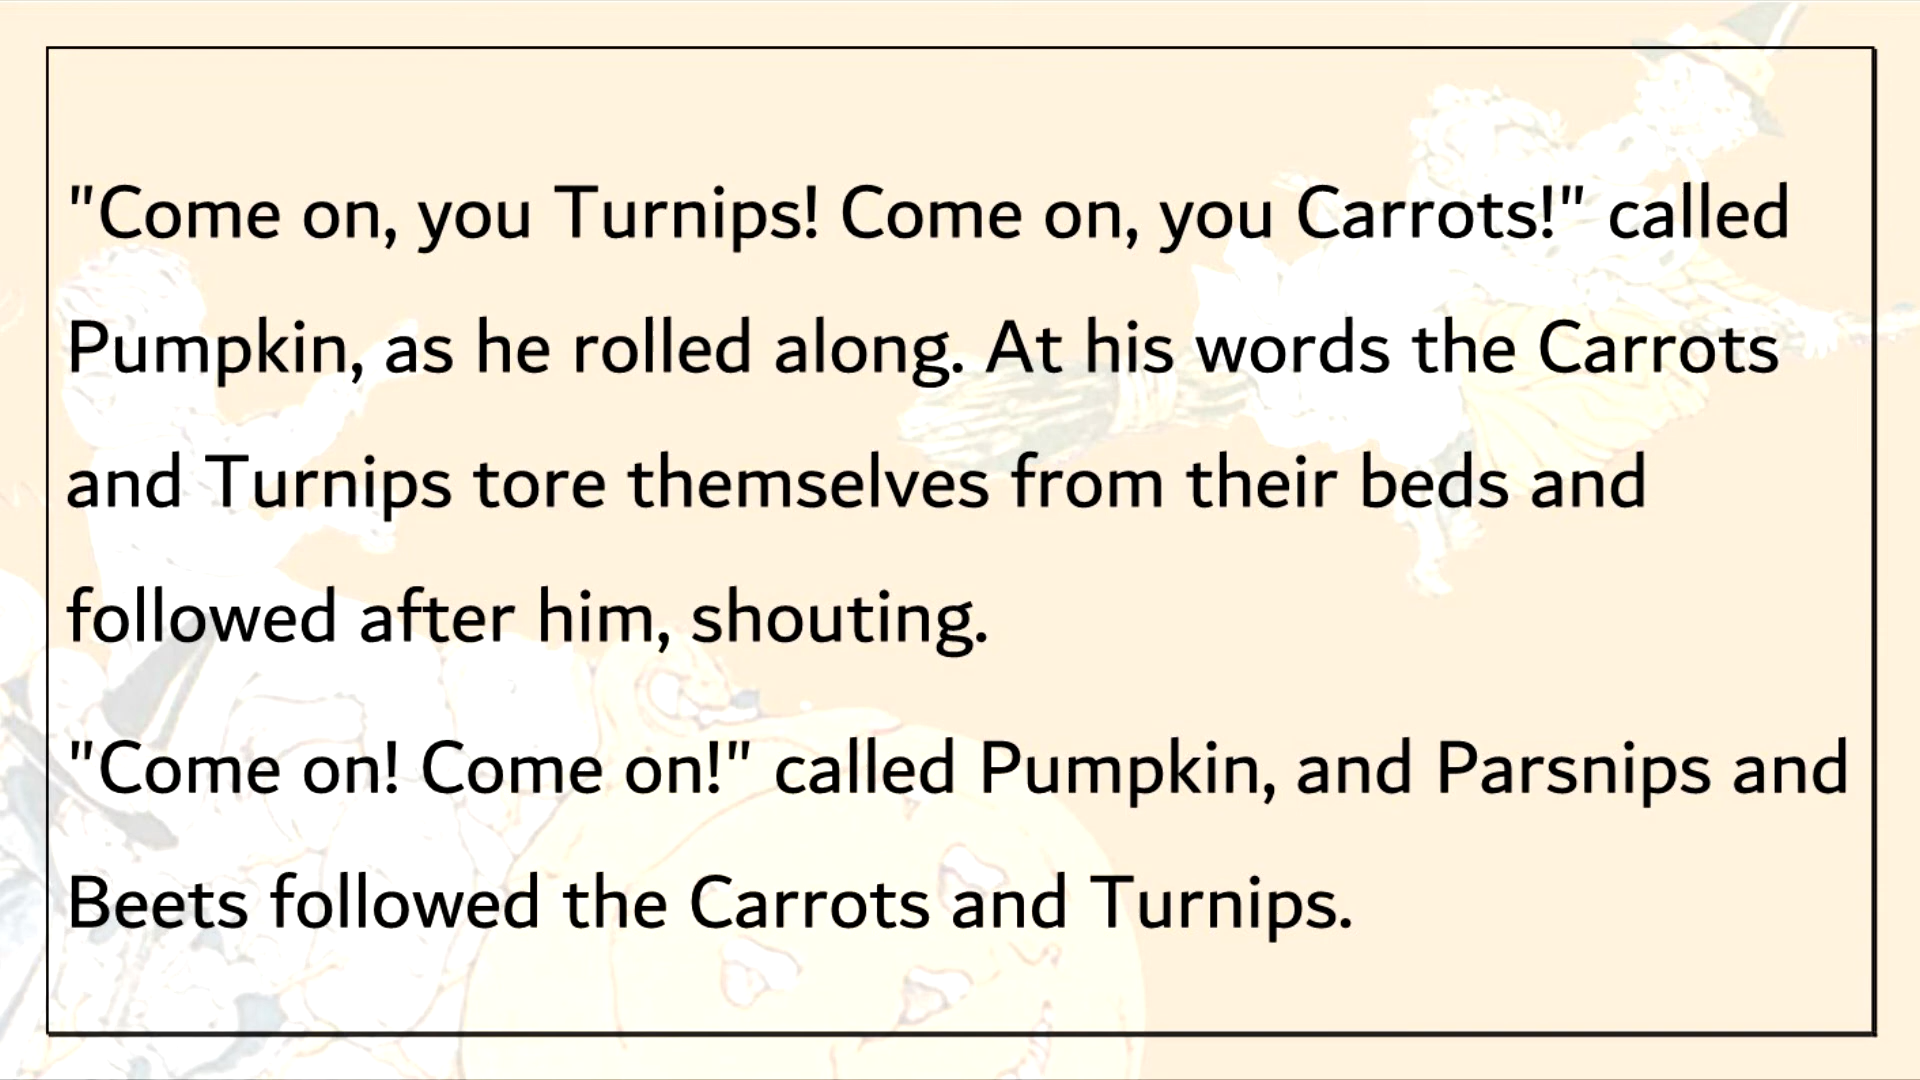 "Come on, you Turnips! Come on, you Carrots!" called
Pumpkin, as he rolled along. At his words the Carrots
and Turnips tore themselves from their beds and
followed after him, shouting.
"Come on! Come on!" called Pumpkin, and Parsnips and
Beets followed the Carrots and Turnips.